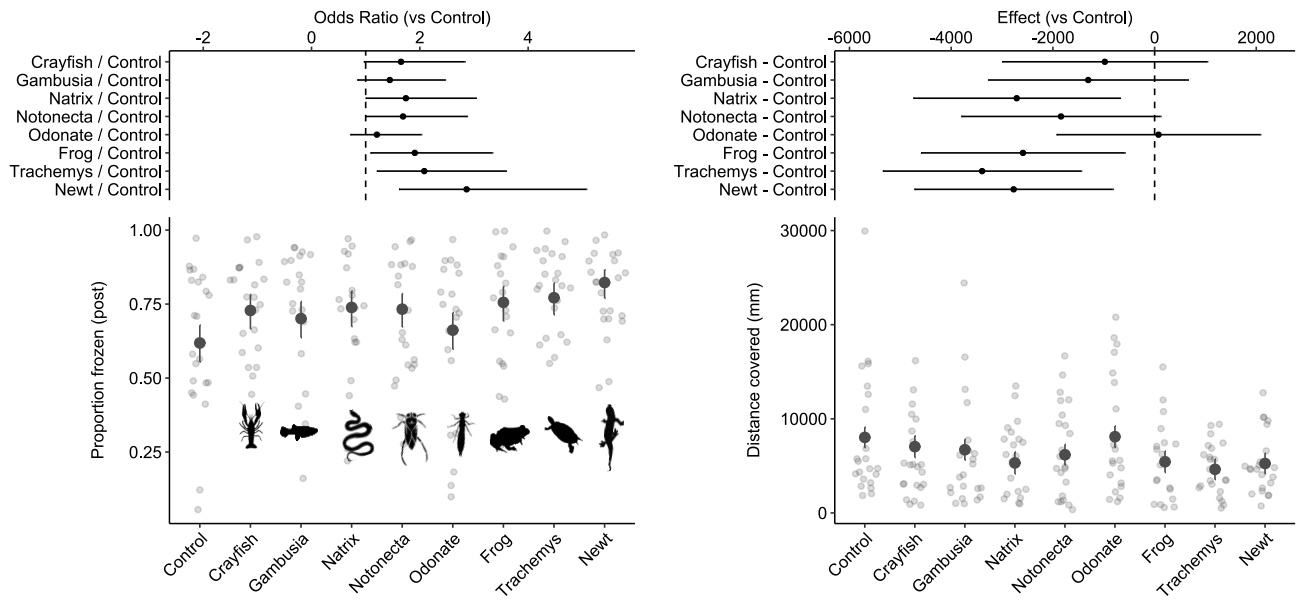 Odds Ratio (vs Control)
-2 0 2 4
Crayfish / Control
Gambusia / Control
Natrix / Control
Notonecta / Control
Odonate / Control
Frog / Control
Trachemys / Control
Newt / Control
Proportion frozen (post)
1.00
0.75
0.50
0.25
Control Crayfish Gambusia Natrix Notonecta Odonate Frog Trachemys Newt
Effect (vs Control)
-6000 -4000 -2000 0 2000
Crayfish - Control
Gambusia - Control
Natrix - Control
Notonecta - Control
Odonate - Control
Frog - Control
Trachemys - Control
Newt - Control
Distance covered (mm)
30000
20000
10000
0
Control Crayfish Gambusia Natrix Notonecta Odonate Frog Trachemys Newt